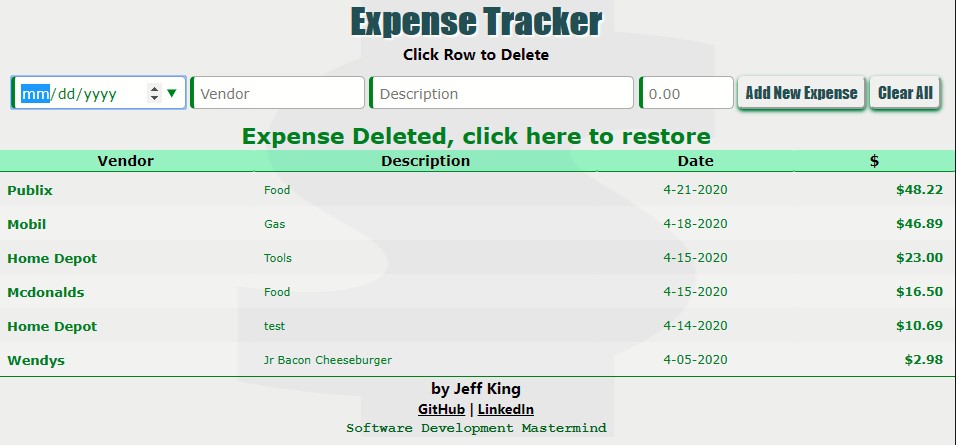 Expense Tracker
Click Row to Delete
mm/dd/yyyy Vendor Description 0.00 Add New Expense Clear All
Expense Deleted, click here to restore
Vendor Description Date $
Publix Food 4-21-2020 $48.22
Mobil Gas 4-18-2020 $46.89
Home Depot Tools 4-15-2020 $23.00
Mcdonalds Food 4-15-2020 $16.50
Home Depot test 4-14-2020 $10.69
Wendys Jr Bacon Cheeseburger 4-05-2020 $2.98
by Jeff King
GitHub | LinkedIn
Software Development Mastermind